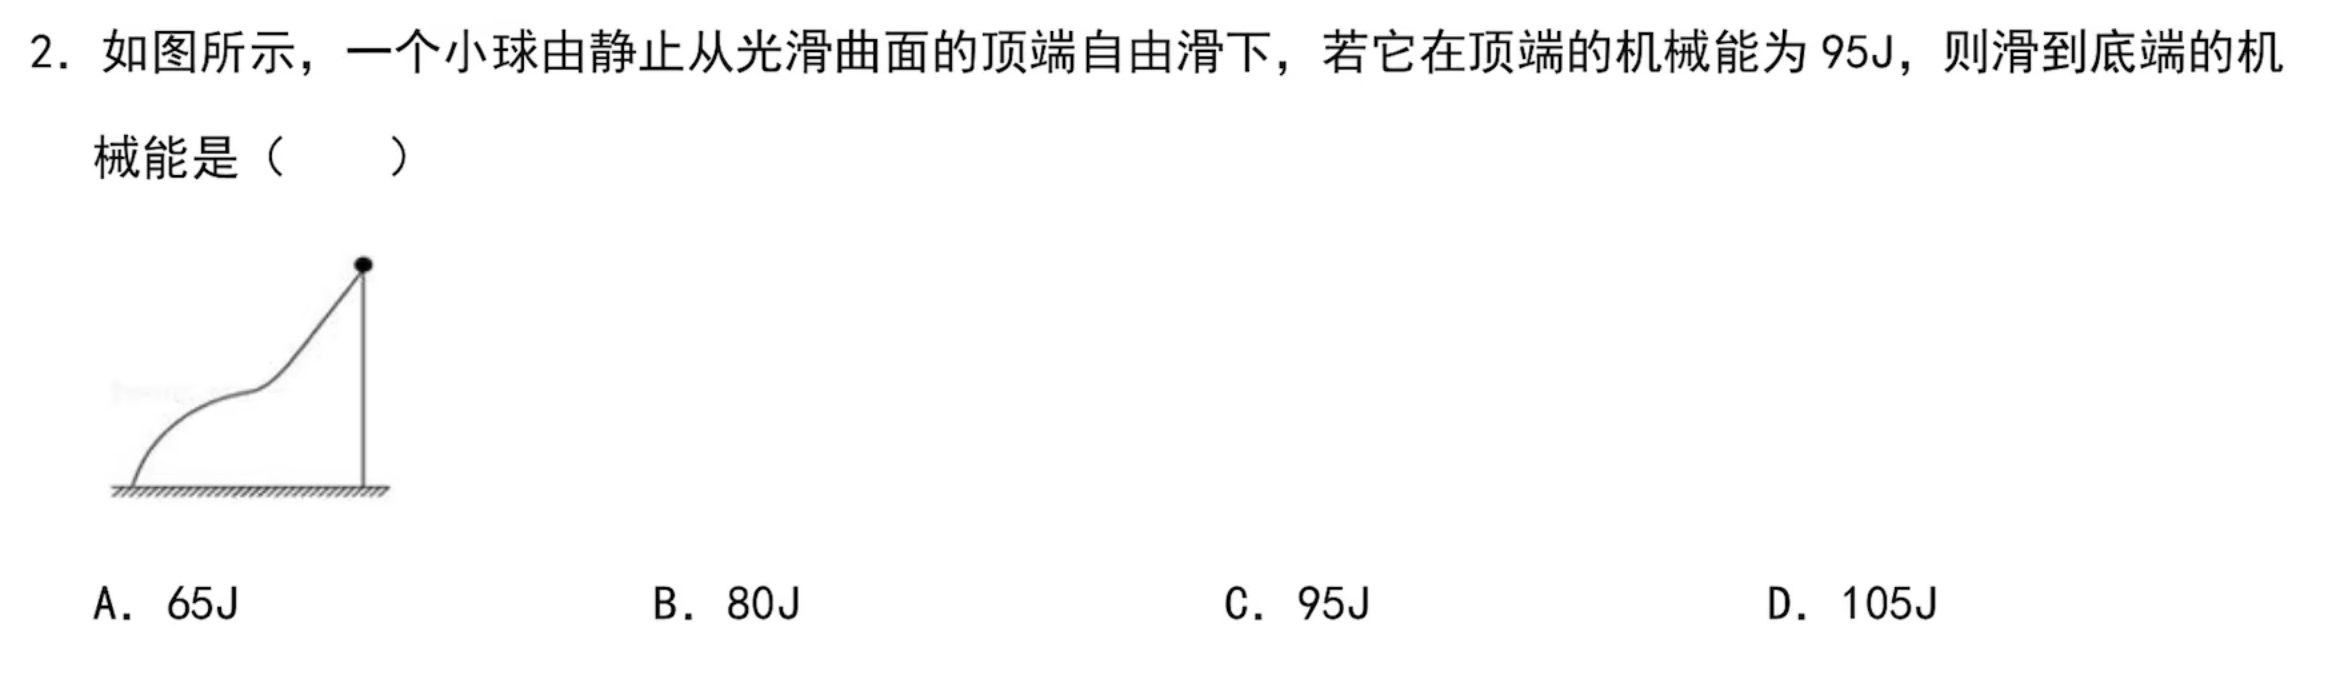 2. 如图所示，一个小球由静止从光滑曲面的顶端自由滑下，若它在顶端的机械能为 95J，则滑到底端的机
械能是（　　）
A. 65J　B. 80J　C. 95J　D. 105J